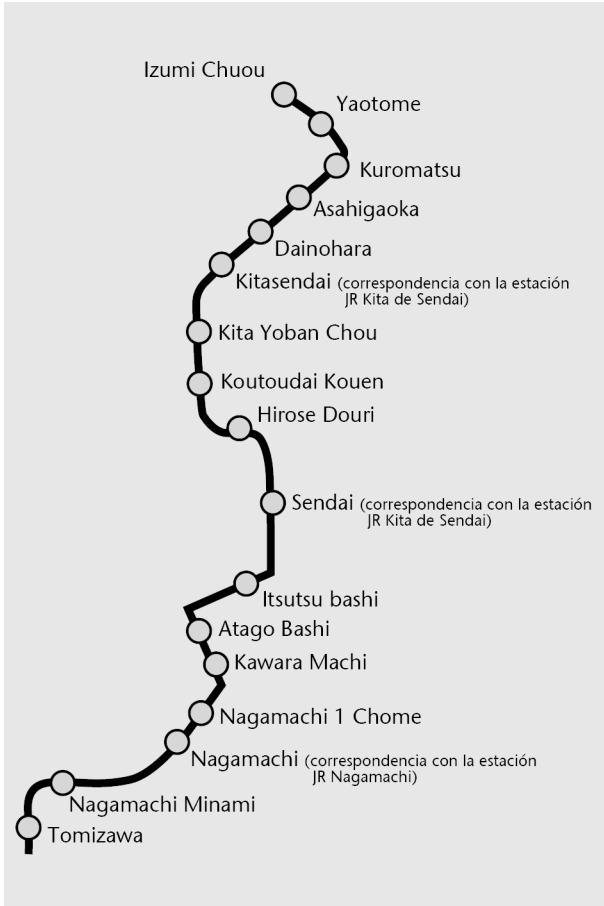 Izumi Chuou
Yaotome
Kuromatsu
Asahigaoka
Dainohara
Kitasendai (correspondencia con la estación
JR Kita de Sendai)
Kita Yoban Chou
Koutoudai Kouen
Hirose Douri
Sendai (correspondencia con la estación
JR Kita de Sendai)
Itsutsu bashi
Atago Bashi
Kawara Machi
Nagamachi 1 Chome
Nagamachi (correspondencia con la estación
JR Nagamachi)
Nagamachi Minami
Tomizawa